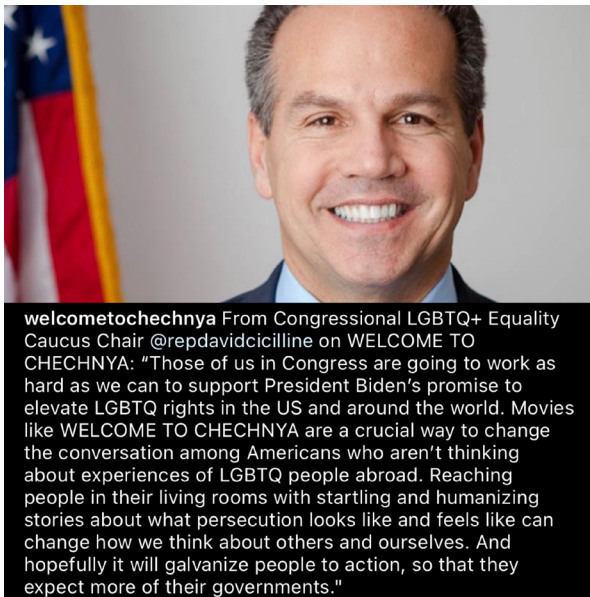 welcometochechnya From Congressional LGBTQ+ Equality
Caucus Chair @repdavidcicilline on WELCOME TO
CHECHNYA: “Those of us in Congress are going to work as
hard as we can to support President Biden’s promise to
elevate LGBTQ rights in the US and around the world. Movies
like WELCOME TO CHECHNYA are a crucial way to change
the conversation among Americans who aren’t thinking
about experiences of LGBTQ people abroad. Reaching
people in their living rooms with startling and humanizing
stories about what persecution looks like and feels like can
change how we think about others and ourselves. And
hopefully it will galvanize people to action, so that they
expect more of their governments."